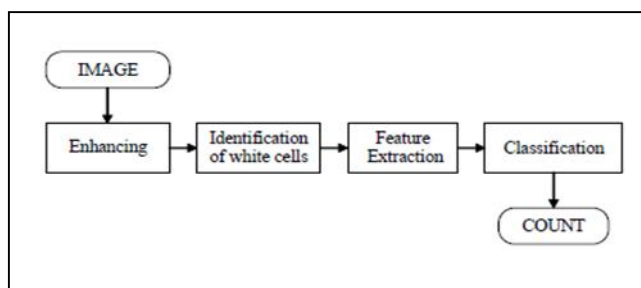 IMAGE
Enhancing
Identification
of white cells
Feature
Extraction
Classification
COUNT